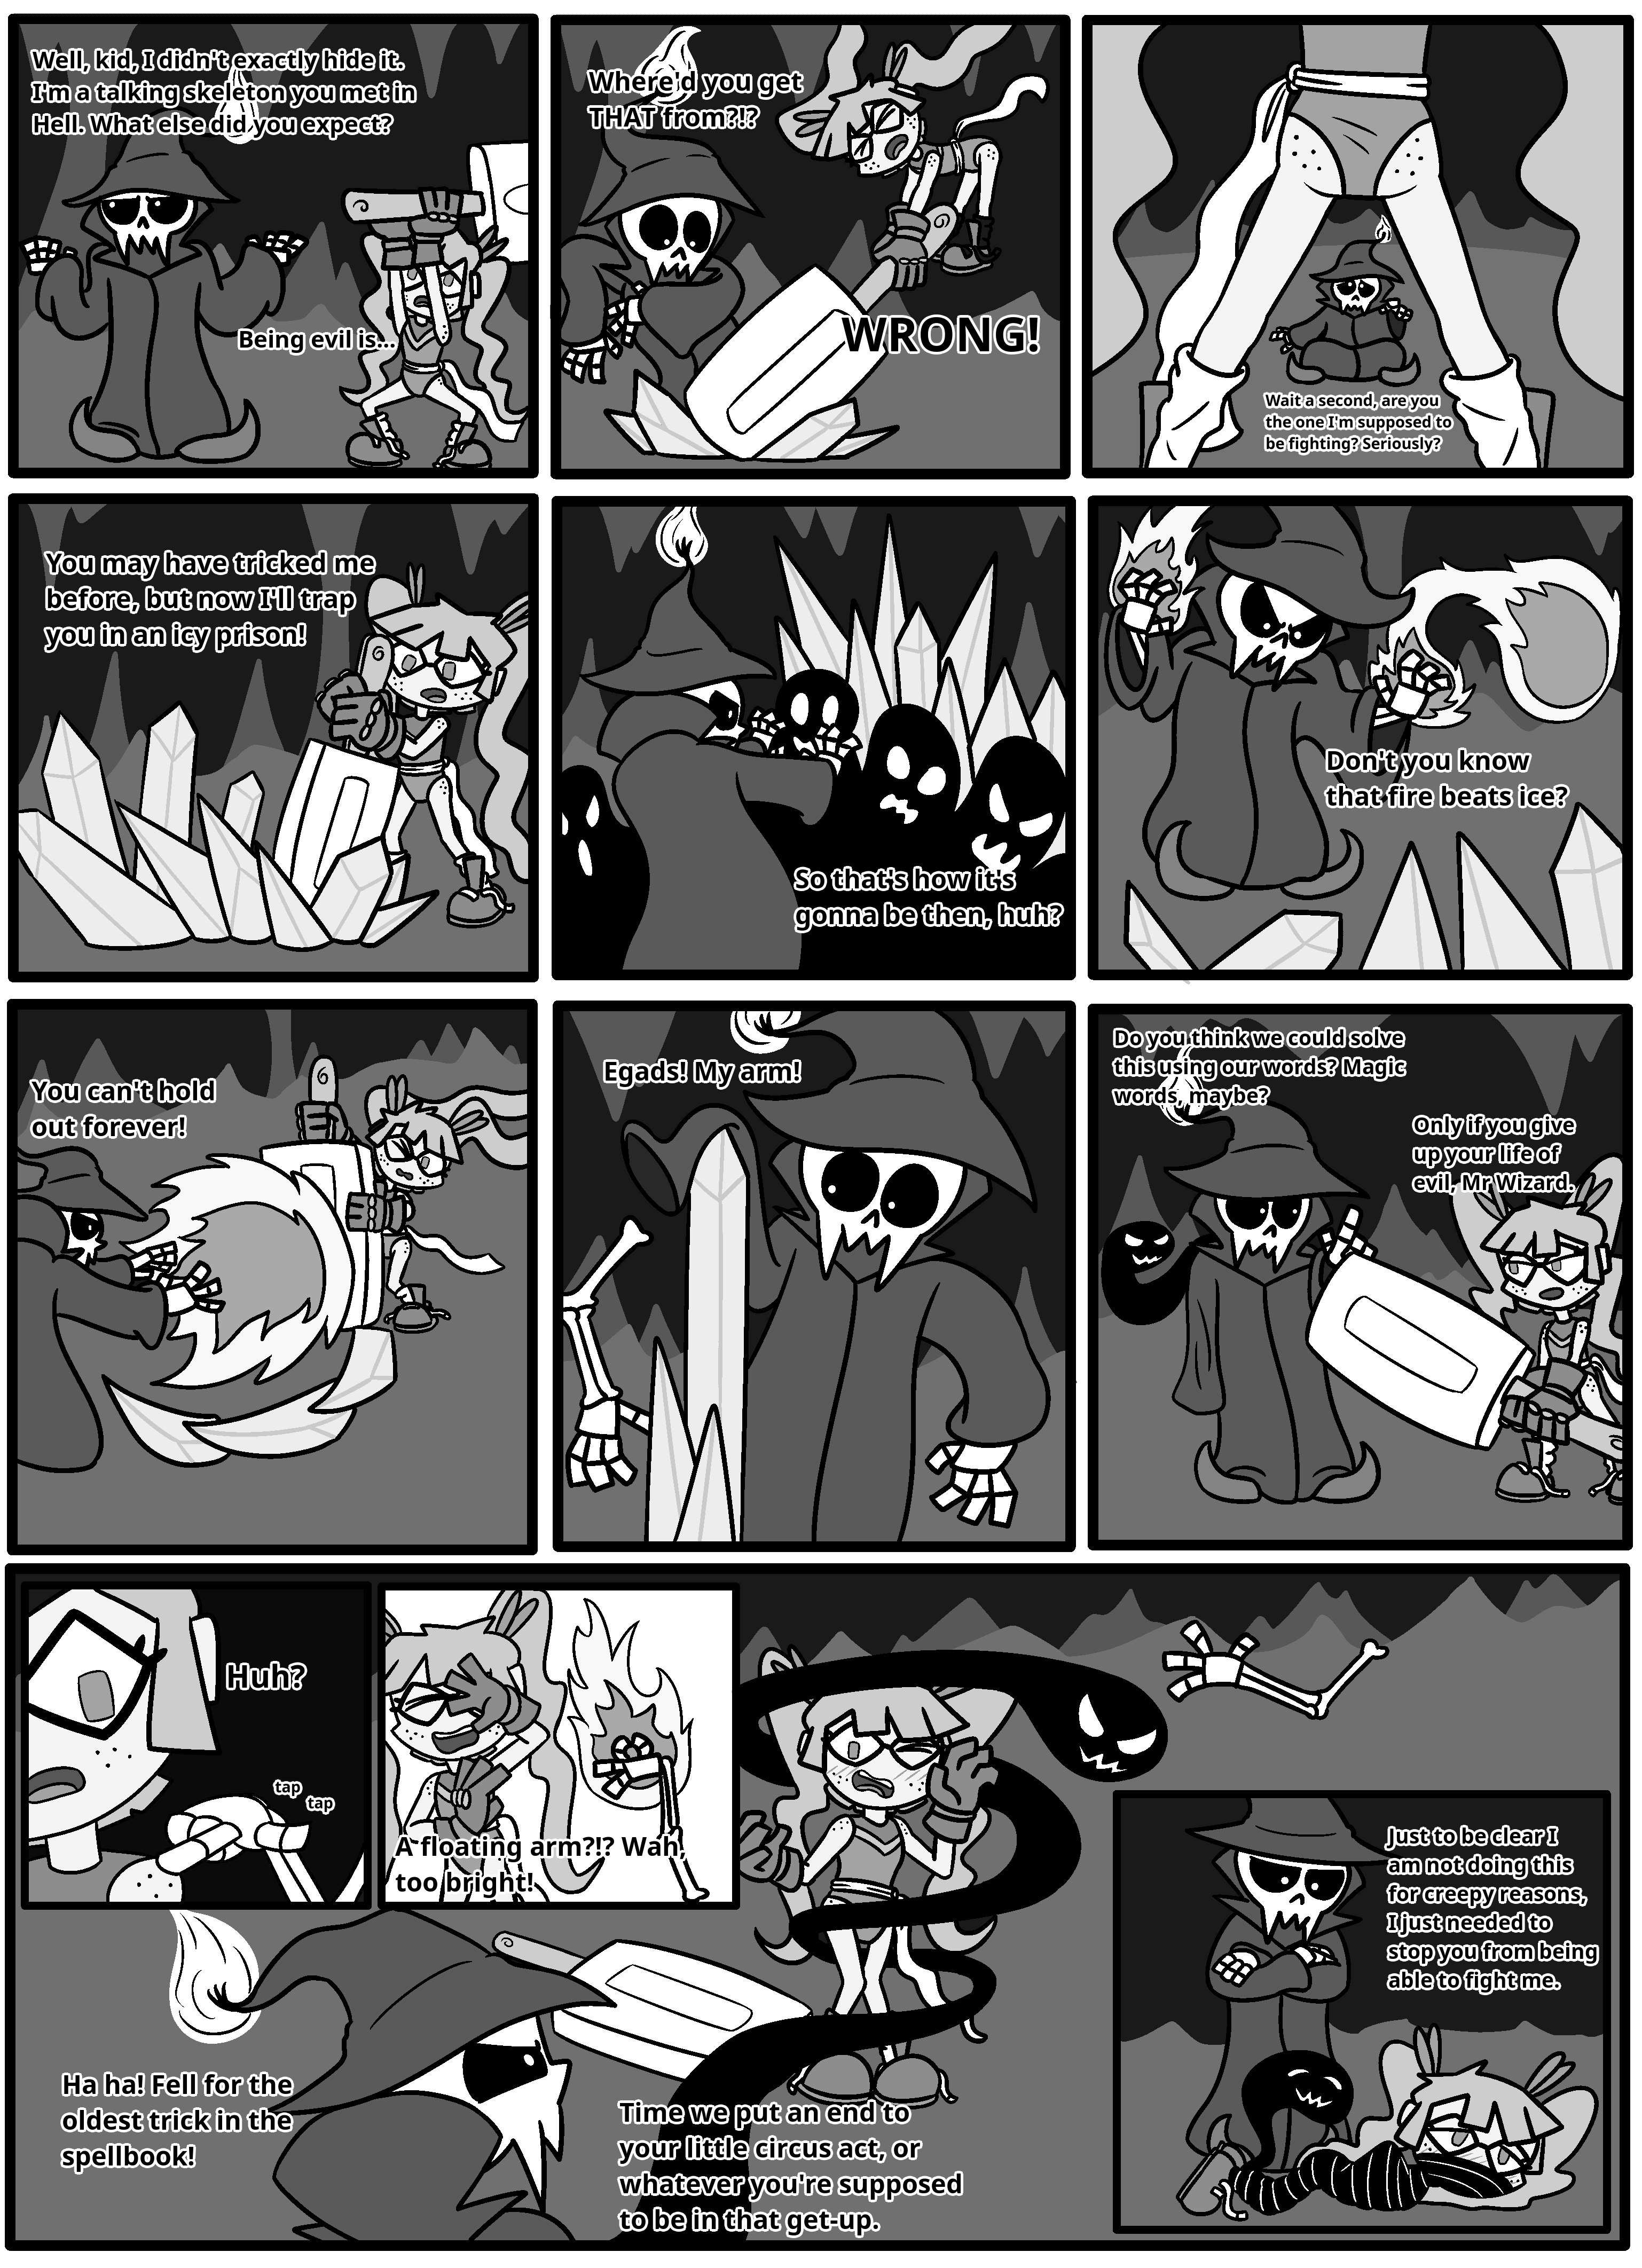 Well, kid, I didn't exactly hide it.
I'm a talking skeleton you met in
Hell. What else did you expect?
Being evil is...
Where'd you get
THAT from?!?
WRONG!
Wait a second, are you
the one I'm supposed to
be fighting? Seriously?
You may have tricked me
before, but now I'll trap
you in an icy prison!
So that's how it's
gonna be then, huh?
Don't you know
that fire beats ice?
You can't hold
out forever!
Egads! My arm!
Do you think we could solve
this using our words? Magic
words, maybe?
Only if you give
up your life of
evil, Mr Wizard.
Huh?
tap
tap
A floating arm?!? Wah,
too bright!
Ha ha! Fell for the
oldest trick in the
spellbook!
Time we put an end to
your little circus act, or
whatever you're supposed
to be in that get-up.
Just to be clear I
am not doing this
for creepy reasons,
I just needed to
stop you from being
able to fight me.